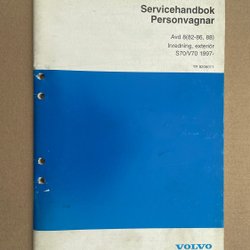 Servicehandbok
Personvagnar
Avd 8(82-86, 88)
Inredning, exteriör
S70/V70 1997-
VOLVO